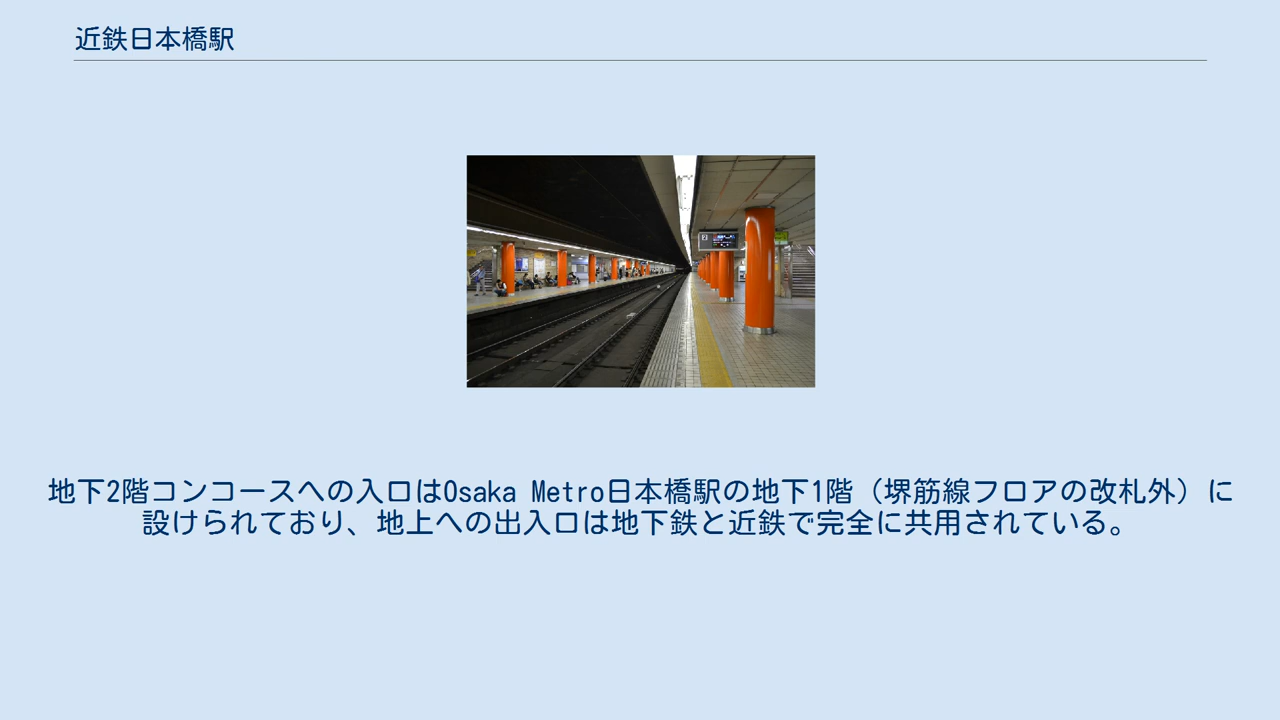 近鉄日本橋駅
2
地下2階コンコースへの入口はOsaka Metro日本橋駅の地下1階（堺筋線フロアの改札外）に
設けられており、地上への出入口は地下鉄と近鉄で完全に共用されている。